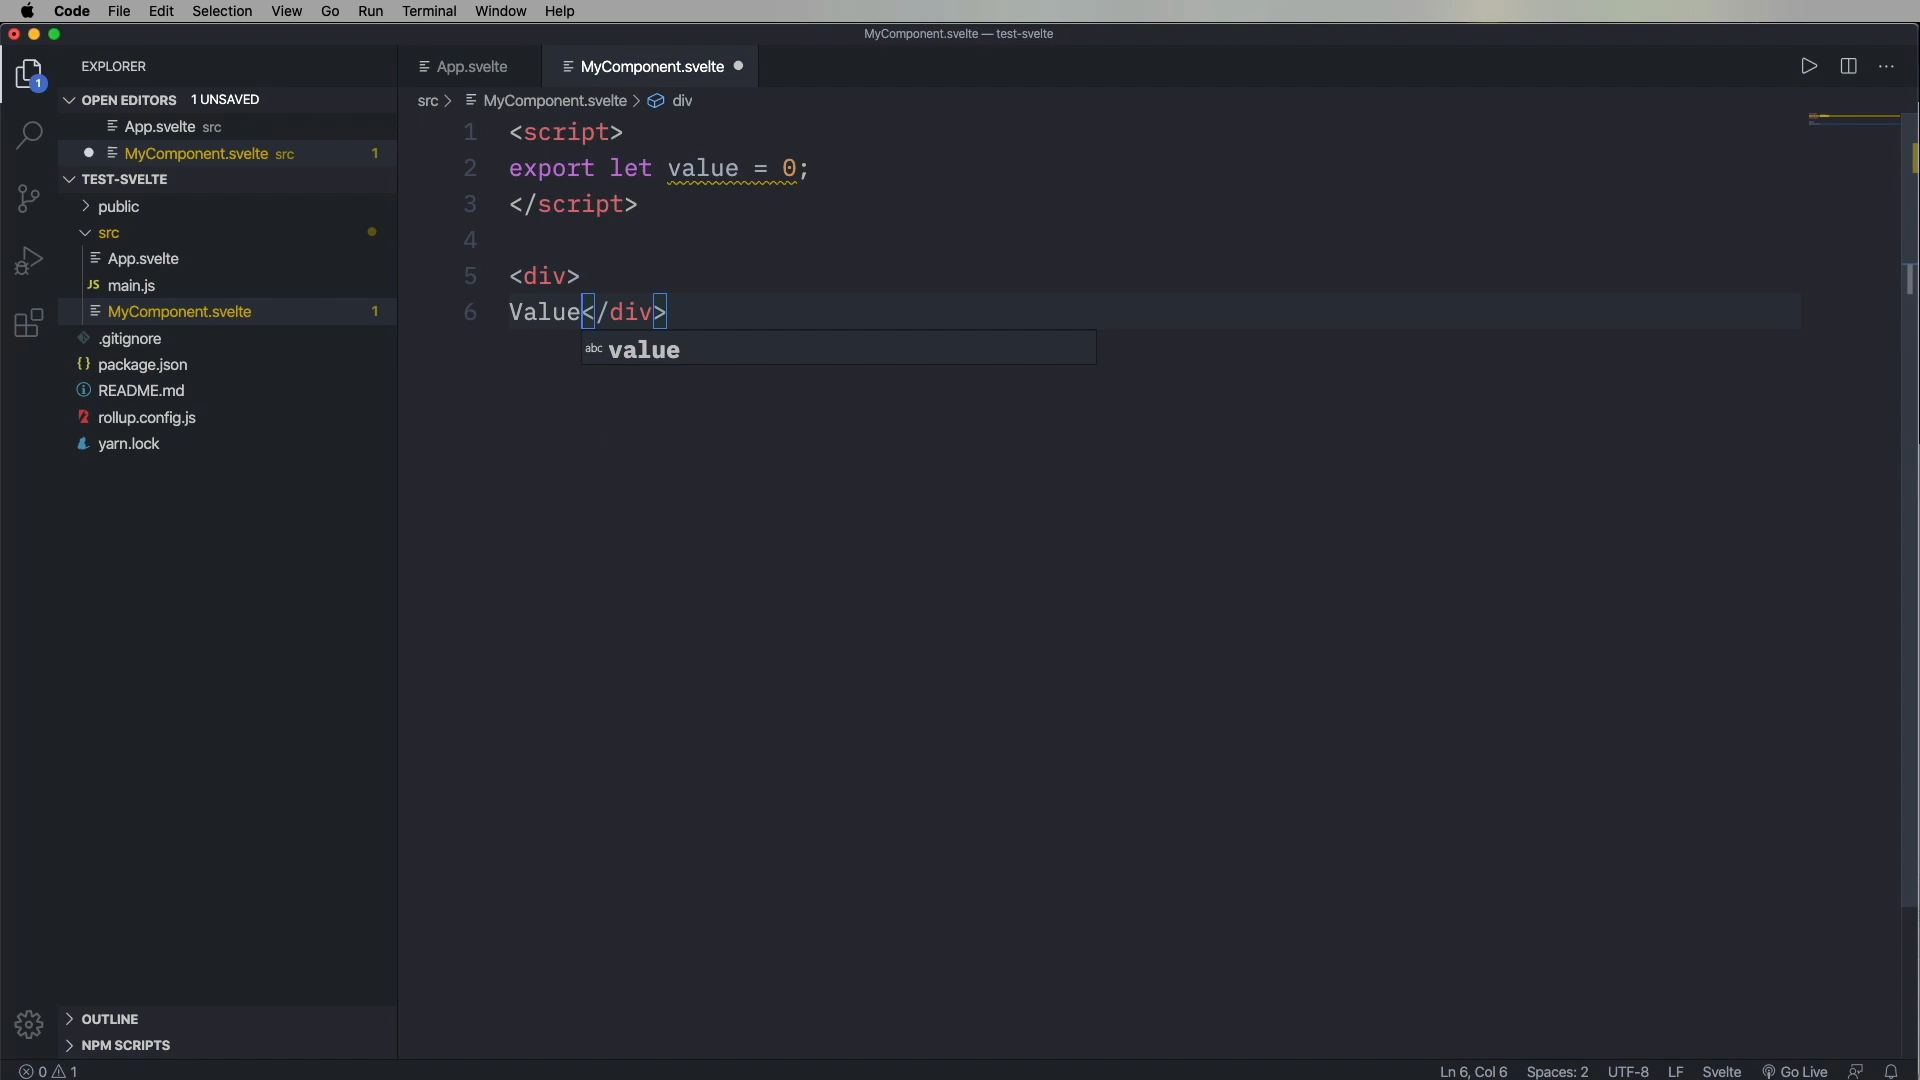 Code File Edit Selection View Go Run Terminal Window Help
MyComponent.svelte — test-svelte
EXPLORER
1
OPEN EDITORS 1 UNSAVED
App.svelte src
MyComponent.svelte src 1
TEST-SVELTE
public
src
App.svelte
JS main.js
MyComponent.svelte 1
.gitignore
{} package.json
README.md
rollup.config.js
yarn.lock
OUTLINE
NPM SCRIPTS
App.svelte MyComponent.svelte
src > MyComponent.svelte > div
1 <script>
2 export let value = 0;
3 </script>
4
5 <div>
6 Value</div>
abc value
0 1 Ln 6, Col 6 Spaces: 2 UTF-8 LF Svelte Go Live